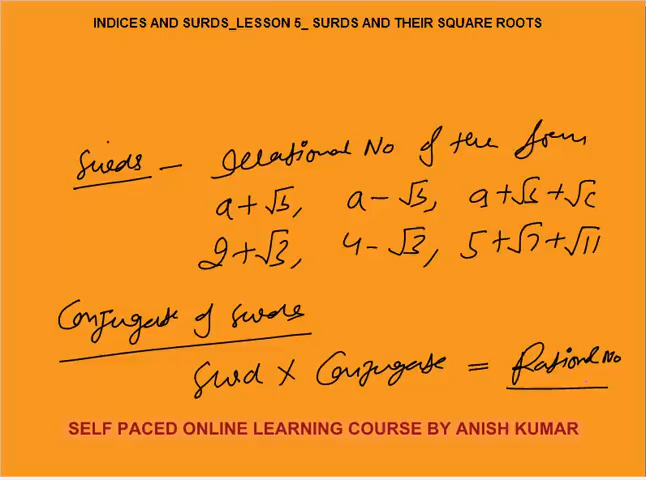 INDICES AND SURDS_LESSON 5_ SURDS AND THEIR SQUARE ROOTS
Surds – Irrational No of the form
a + √b, a – √b, a + √b + √c
2 + √3, 4 – √3, 5 + √7 + √11
Conjugate of surds
Surd × Conjugate = Rational No
SELF PACED ONLINE LEARNING COURSE BY ANISH KUMAR